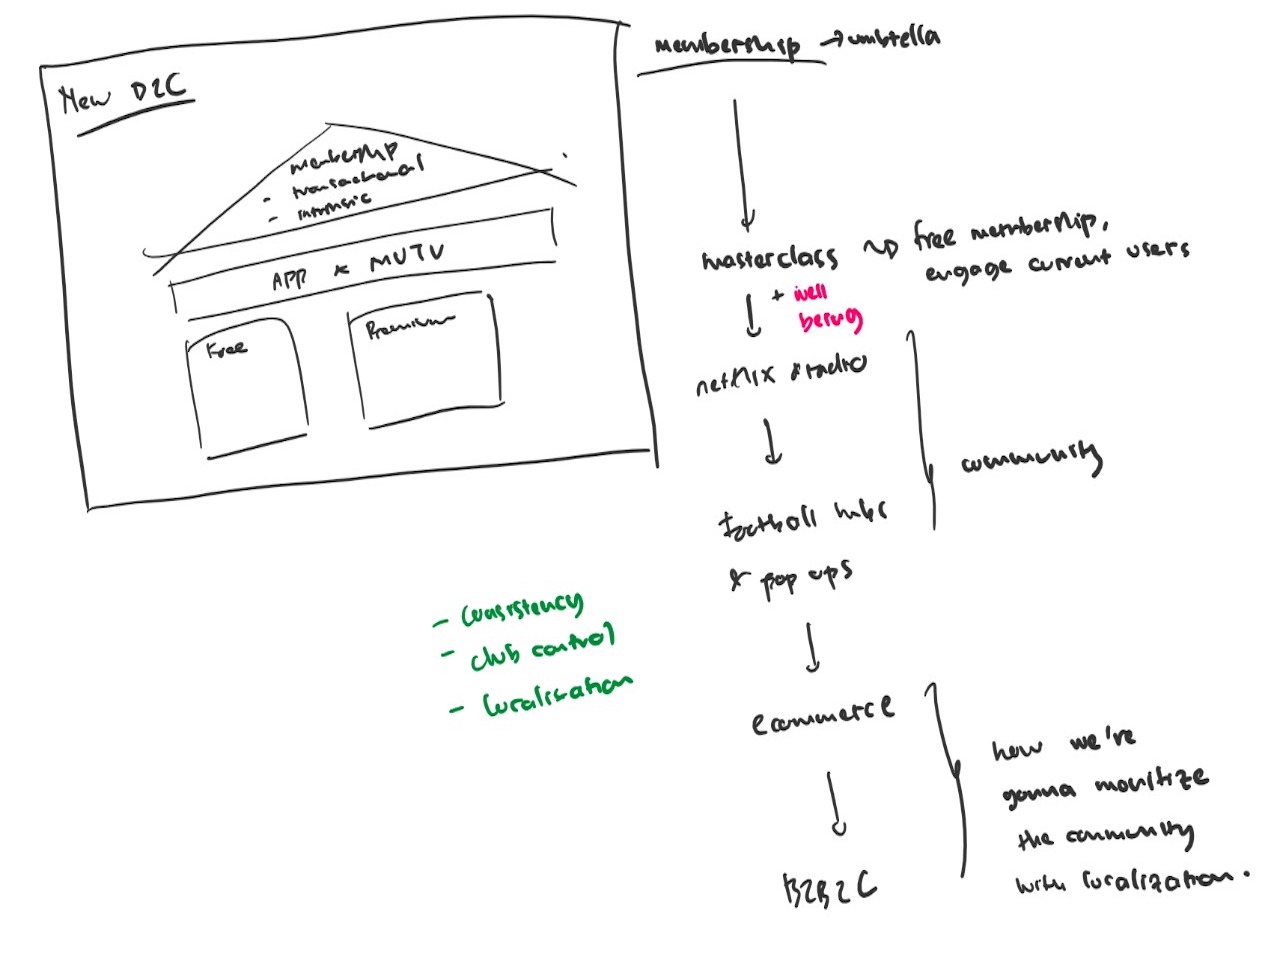 New D2C
membership
- transactional
- intrinsic
APP & MUTV
Free
Premium
membership → umbrella
masterclass ~> free membership,
engage current users
+ well
being
netflix & radio
football hubs
& pop ups
community
- consistency
- club control
- localisation
ecommerce
B2B2C
how we're
gonna monitize
the community
with localization.